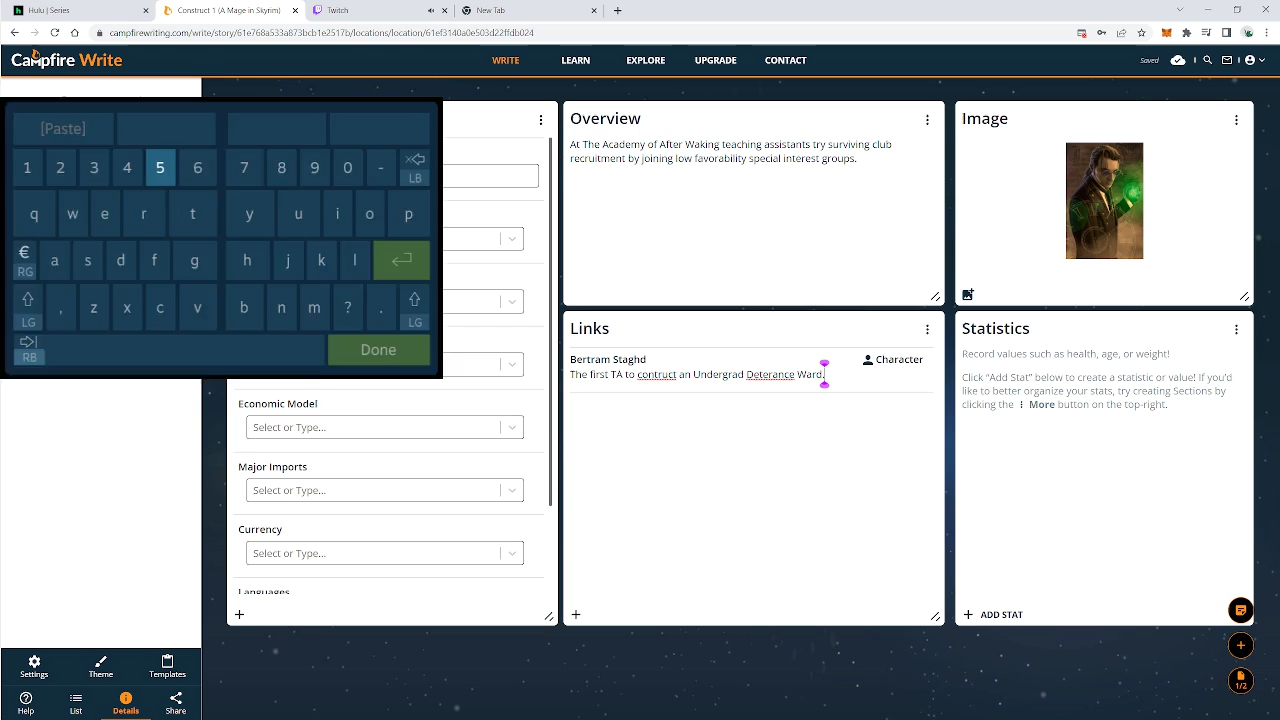 Hulu | Series
Construct 1 (A Mage in Skyrim)
Twitch
New Tab
campfirewriting.com/write/story/61e768a533a873bcb1e2517b/locations/location/61ef3140a0e503d22ffdb024
Campfire Write
WRITE
LEARN
EXPLORE
UPGRADE
CONTACT
Saved
[Paste]
1 2 3 4 5 6 7 8 9 0 -
LB
q w e r t y u i o p
€
RG
a s d f g h j k l
LG
, z x c v b n m ? .
LG
RB
Done
Economic Model
Select or Type...
Major Imports
Select or Type...
Currency
Select or Type...
Languages
Overview
At The Academy of After Waking teaching assistants try surviving club
recruitment by joining low favorability special interest groups.
Links
Bertram Staghd
Character
The first TA to contruct an Undergrad Deterance Ward.
Image
Statistics
Record values such as health, age, or weight!
Click “Add Stat” below to create a statistic or value! If you’d
like to better organize your stats, try creating Sections by
clicking the ⋮ More button on the top-right.
ADD STAT
1/2
Settings
Theme
Templates
Help
List
Details
Share